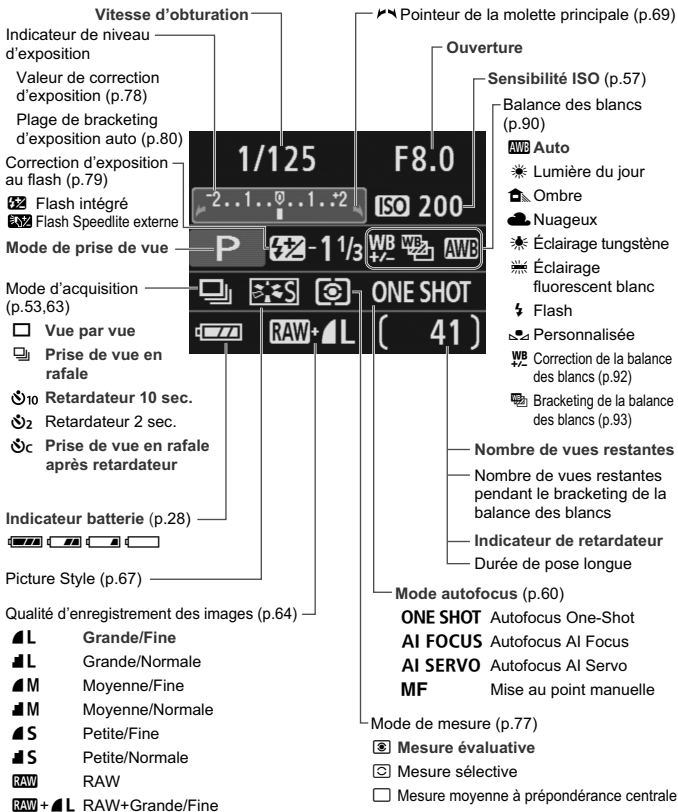 Vitesse d’obturation
Pointeur de la molette principale (p.69)
Indicateur de niveau
d’exposition
Ouverture
Valeur de correction
d’exposition (p.78)
Sensibilité ISO (p.57)
Plage de bracketing
d’exposition auto (p.80)
Correction d’exposition
au flash (p.79)
Flash intégré
Flash Speedlite externe
Mode de prise de vue
Mode d’acquisition
(p.53,63)
Vue par vue
Prise de vue en
rafale
10 Retardateur 10 sec.
2 Retardateur 2 sec.
C Prise de vue en rafale
après retardateur
1/125 F8.0
-2..1..0..1..+2 ISO 200
P -1 1/3 WB +/- WB AWB
S ONE SHOT
RAW+ L [ 41 ]
Balance des blancs
(p.90)
AWB Auto
Lumière du jour
Ombre
Nuageux
Éclairage tungstène
Éclairage
fluorescent blanc
Flash
Personnalisée
WB +/- Correction de la balance
des blancs (p.92)
WB Bracketing de la balance
des blancs (p.93)
Nombre de vues restantes
Nombre de vues restantes
pendant le bracketing de la
balance des blancs
Indicateur de retardateur
Durée de pose longue
Indicateur batterie (p.28)
Picture Style (p.67)
Mode autofocus (p.60)
ONE SHOT Autofocus One-Shot
AI FOCUS Autofocus AI Focus
AI SERVO Autofocus AI Servo
MF Mise au point manuelle
Qualité d’enregistrement des images (p.64)
L Grande/Fine
L Grande/Normale
M Moyenne/Fine
M Moyenne/Normale
S Petite/Fine
S Petite/Normale
RAW RAW
RAW + L RAW+Grande/Fine
Mode de mesure (p.77)
Mesure évaluative
Mesure sélective
Mesure moyenne à prépondérance centrale